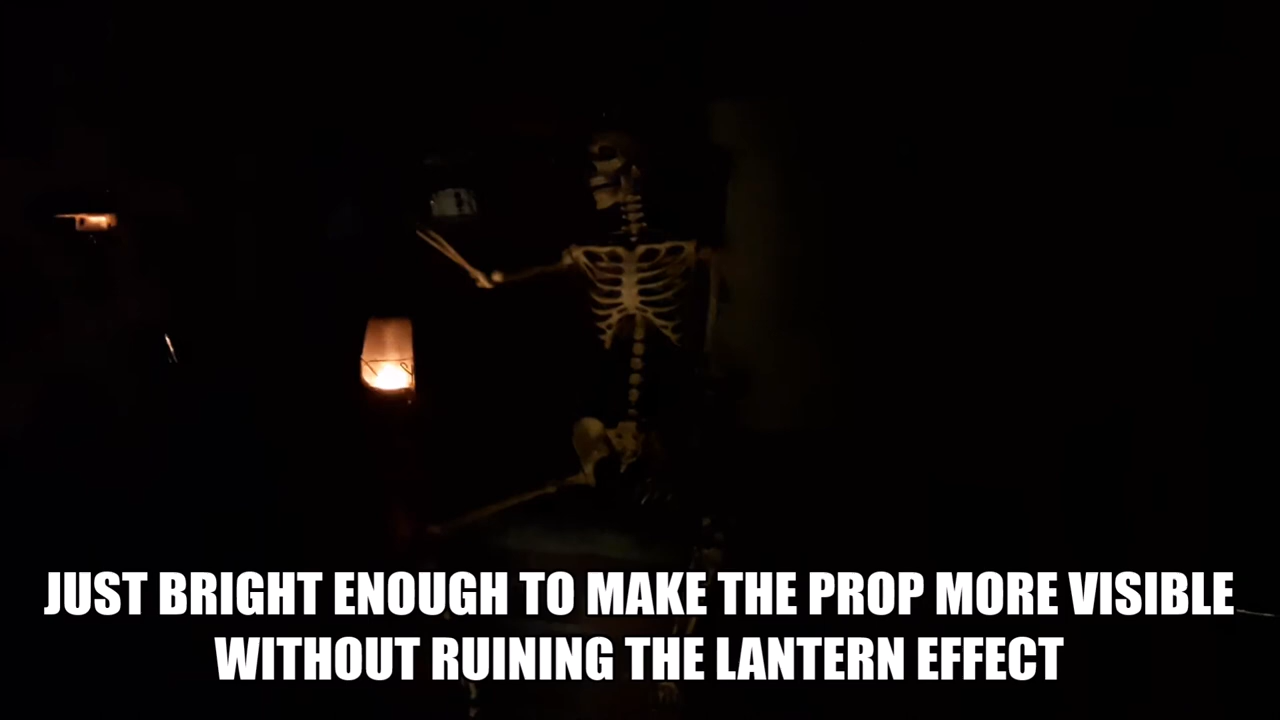 JUST BRIGHT ENOUGH TO MAKE THE PROP MORE VISIBLE
WITHOUT RUINING THE LANTERN EFFECT